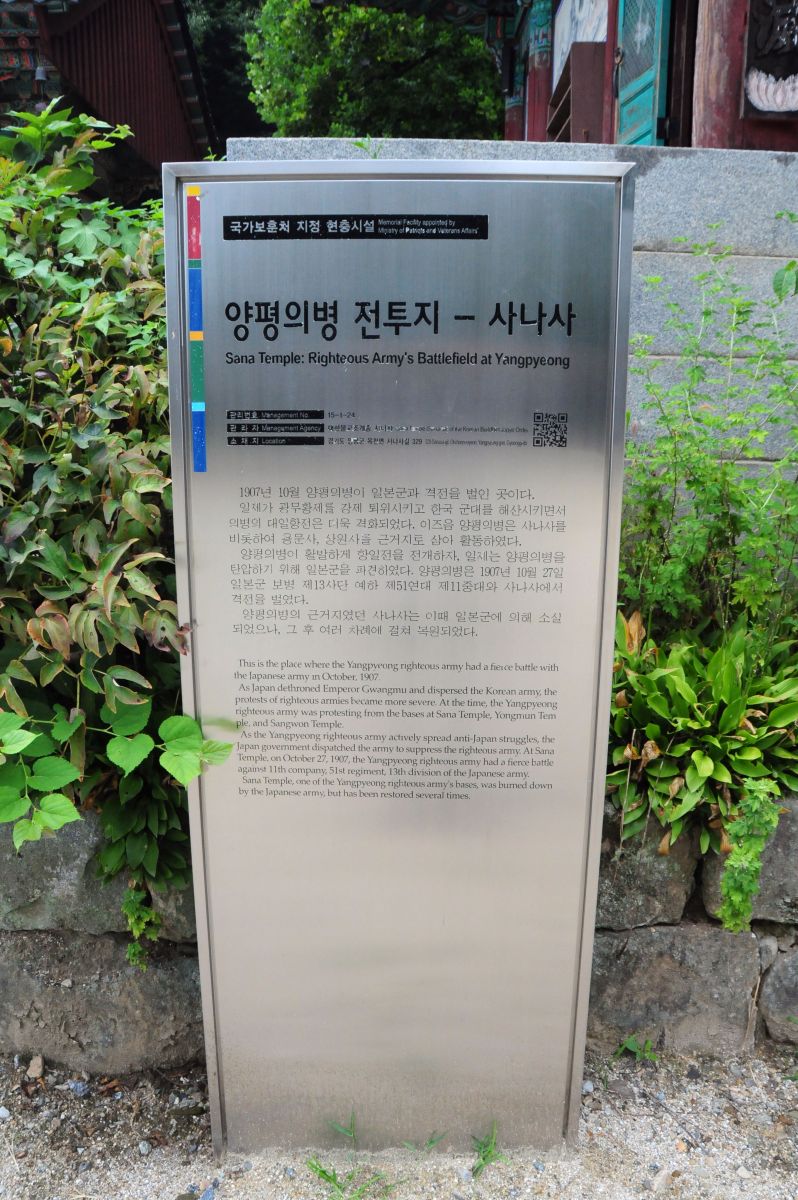 국가보훈처 지정 현충시설 Memorial Facility appointed by
Ministry of Patriots and Veterans Affairs
양평의병 전투지 – 사나사
Sana Temple: Righteous Army's Battlefield at Yangpyeong
관리번호 Management No. 15-1-24
관 리 자 Management Agency of the Korean Buddhist Jogye Order
소 재 지 Location 경기도 양평군 옥천면 사나사길 329
1907년 10월 양평의병이 일본군과 격전을 벌인 곳이다.
일제가 광무황제를 강제 퇴위시키고 한국 군대를 해산시키면서
의병의 대일항전은 더욱 격화되었다. 이즈음 양평의병은 사나사를
비롯하여 용문사, 상원사를 근거지로 삼아 활동하였다.
양평의병이 활발하게 항일전을 전개하자, 일제는 양평의병을
탄압하기 위해 일본군을 파견하였다. 양평의병은 1907년 10월 27일
일본군 보병 제13사단 예하 제51연대 제11중대와 사나사에서
격전을 벌였다.
양평의병의 근거지였던 사나사는 이때 일본군에 의해 소실
되었으나, 그 후 여러 차례에 걸쳐 복원되었다.
This is the place where the Yangpyeong righteous army had a fierce battle with
the Japanese army in October, 1907.
As Japan dethroned Emperor Gwangmu and dispersed the Korean army, the
protests of righteous armies became more severe. At the time, the Yangpyeong
righteous army was protesting from the bases at Sana Temple, Yongmun Tem
ple, and Sangwon Temple.
As the Yangpyeong righteous army actively spread anti-Japan struggles, the
Japan government dispatched the army to suppress the righteous army. At Sana
Temple, on October 27, 1907, the Yangpyeong righteous army had a fierce battle
against 11th company, 51st regiment, 13th division of the Japanese army.
Sana Temple, one of the Yangpyeong righteous army's bases, was burned down
by the Japanese army, but has been restored several times.